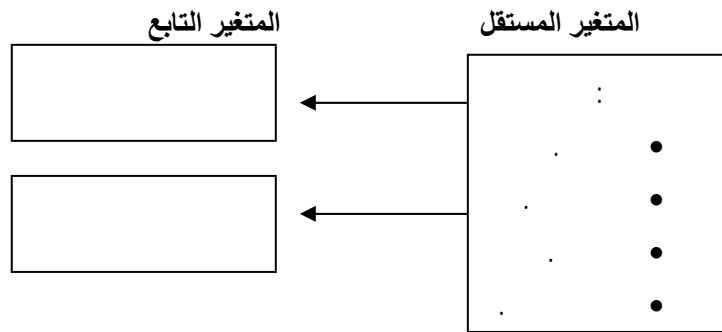 المتغير المستقل
المتغير التابع
:
• .
• .
• .
• .